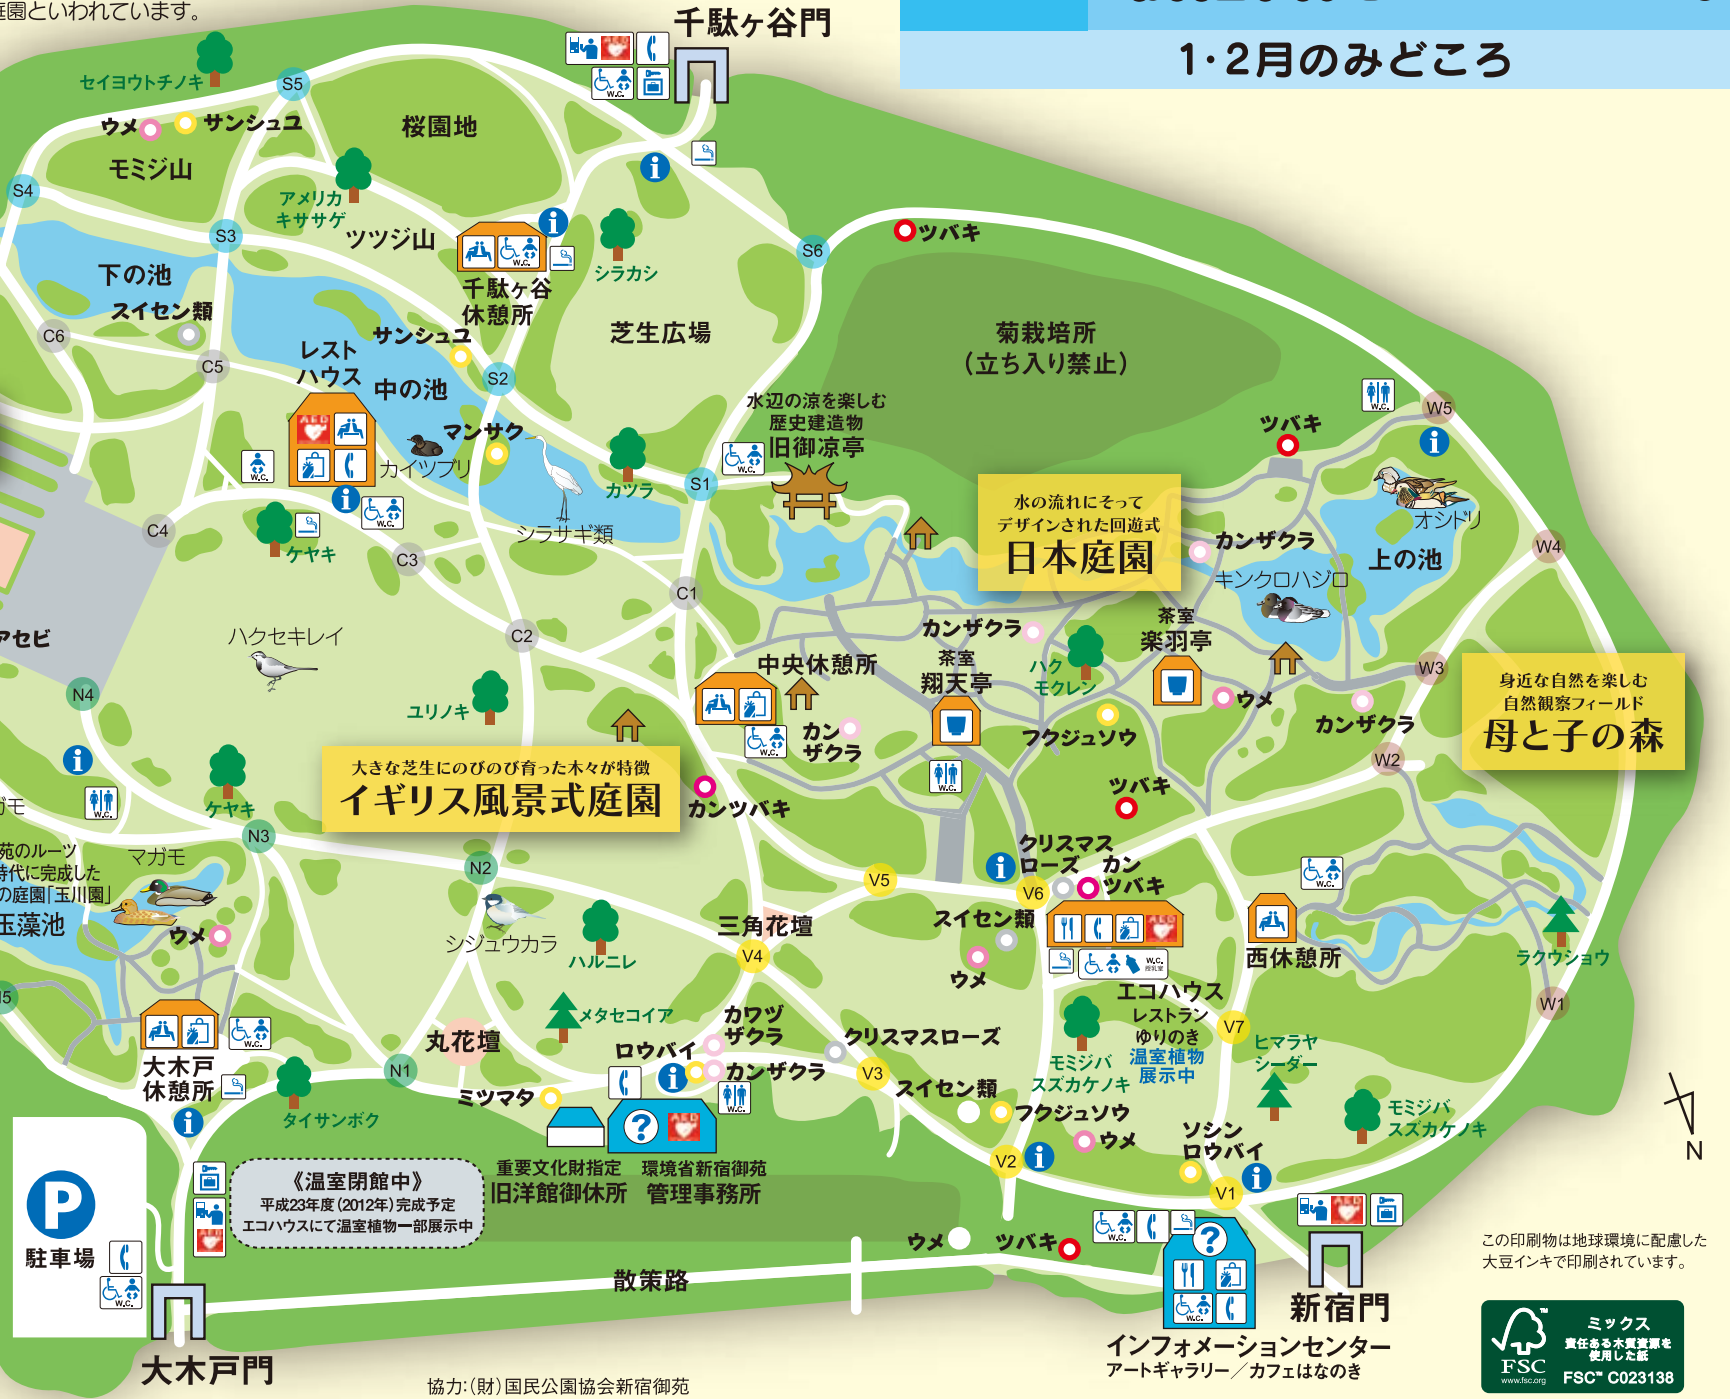 庭園といわれています。
千駄ヶ谷門
1・2月のみどころ
セイヨウトチノキ
S5
ウメ
サンシュユ
桜園地
モミジ山
S4
アメリカ
キササゲ
S3
ツツジ山
シラカシ
S6
ツバキ
下の池
スイセン類
千駄ヶ谷
休憩所
芝生広場
菊栽培所
(立ち入り禁止)
C6
C5
サンシュユ
レスト
ハウス
中の池
S2
水辺の涼を楽しむ
歴史建造物
旧御凉亭
W5
ツバキ
マンサク
カイツブリ
AED
W.C.
カツラ
S1
シラサギ類
水の流れにそって
デザインされた回遊式
日本庭園
オシドリ
カンザクラ
上の池
W4
キンクロハジロ
C4
ケヤキ
C3
C1
アセビ
ハクセキレイ
C2
カンザクラ
茶室
楽羽亭
ハク
モクレン
中央休憩所
茶室
翔天亭
W3
N4
ユリノキ
カン
ザクラ
ウメ
カンザクラ
フクジュソウ
身近な自然を楽しむ
自然観察フィールド
母と子の森
W2
大きな芝生にのびのび育った木々が特徴
イギリス風景式庭園
カンツバキ
ツバキ
ケヤキ
ガモ
N3
マガモ
苑のルーツ
時代に完成した
の庭園「玉川園」
玉藻池
ウメ
N2
V5
クリスマス
ローズ
カン
ツバキ
V6
三角花壇
スイセン類
シジュウカラ
ハルニレ
V4
ウメ
西休憩所
ラクウショウ
エコハウス
レストラン
ゆりのき
温室植物
展示中
W1
V7
メタセコイア
カワヅ
ザクラ
丸花壇
ロウバイ
クリスマスローズ
モミジバ
スズカケノキ
ヒマラヤ
シーダー
大木戸
休憩所
N1
カンザクラ
V3
スイセン類
ミツマタ
フクジュソウ
モミジバ
スズカケノキ
タイサンボク
ウメ
ソシン
ロウバイ
N
V2
V1
重要文化財指定
旧洋館御休所
環境省新宿御苑
管理事務所
《温室閉館中》
平成23年度(2012年)完成予定
エコハウスにて温室植物一部展示中
P
駐車場
ウメ
ツバキ
散策路
新宿門
大木戸門
インフォメーションセンター
アートギャラリー／カフェはなのき
協力:(財)国民公園協会新宿御苑
この印刷物は地球環境に配慮した
大豆インキで印刷されています。
ミックス
責任ある木質資源を
使用した紙
FSC
www.fsc.org
FSC™ C023138